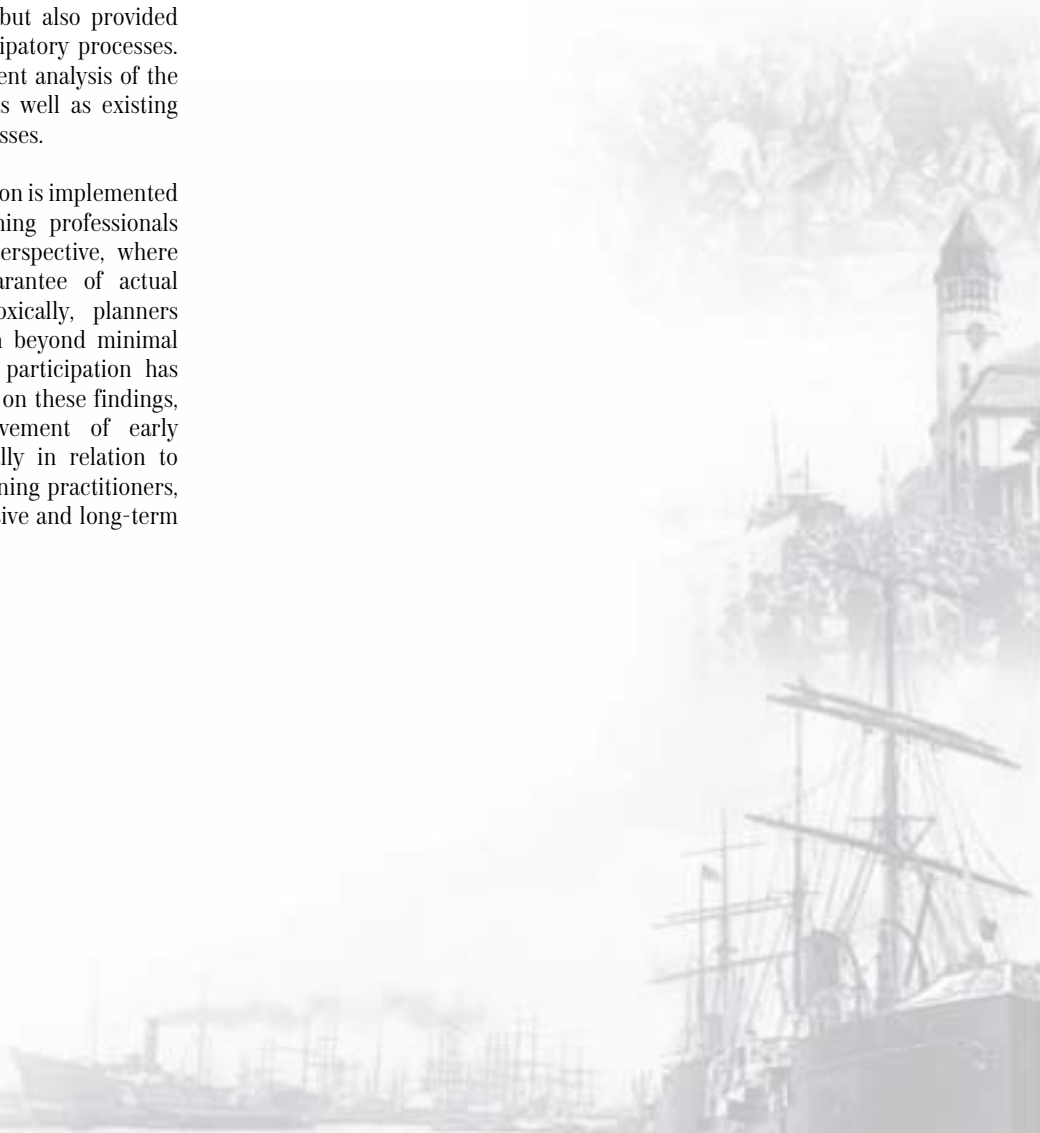 but also provided
ipatory processes.
ent analysis of the
s well as existing
sses.
on is implemented
ning professionals
erspective, where
arantee of actual
oxically, planners
n beyond minimal
participation has
on these findings,
vement of early
lly in relation to
ning practitioners,
sive and long-term